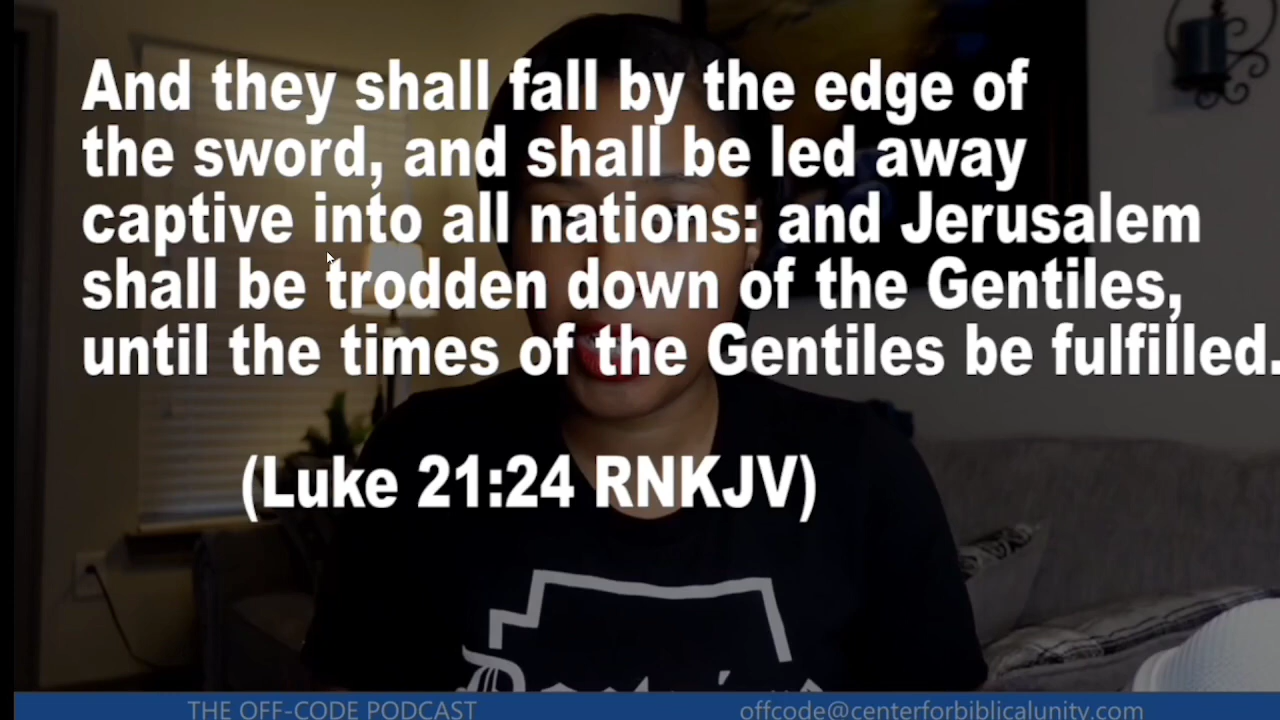 And they shall fall by the edge of
the sword, and shall be led away
captive into all nations: and Jerusalem
shall be trodden down of the Gentiles,
until the times of the Gentiles be fulfilled.
(Luke 21:24 RNKJV)
THE OFF-CODE PODCAST
offcode@centerforbiblicalunity.com